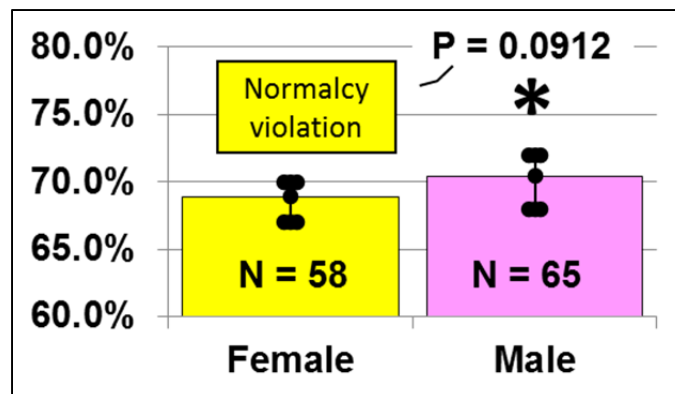 80.0%
P = 0.0912
Normalcy
violation
75.0%
*
70.0%
65.0%
N = 58
N = 65
60.0%
Female
Male